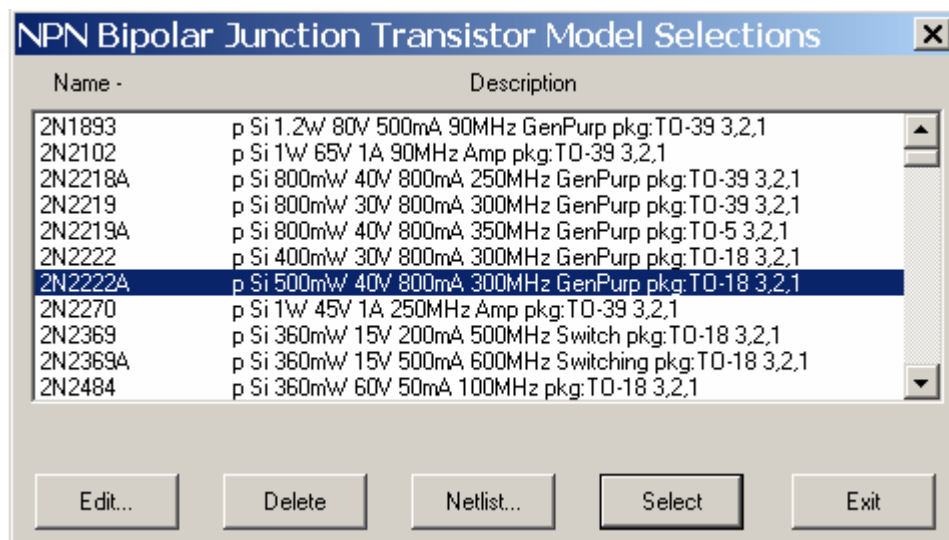 NPN Bipolar Junction Transistor Model Selections
Name - Description
2N1893 p Si 1.2W 80V 500mA 90MHz GenPurp pkg:TO-39 3,2,1
2N2102 p Si 1W 65V 1A 90MHz Amp pkg:TO-39 3,2,1
2N2218A p Si 800mW 40V 800mA 250MHz GenPurp pkg:TO-39 3,2,1
2N2219 p Si 800mW 30V 800mA 300MHz GenPurp pkg:TO-39 3,2,1
2N2219A p Si 800mW 40V 800mA 350MHz GenPurp pkg:TO-5 3,2,1
2N2222 p Si 400mW 30V 800mA 300MHz GenPurp pkg:TO-18 3,2,1
2N2222A p Si 500mW 40V 800mA 300MHz GenPurp pkg:TO-18 3,2,1
2N2270 p Si 1W 45V 1A 250MHz Amp pkg:TO-39 3,2,1
2N2369 p Si 360mW 15V 200mA 500MHz Switch pkg:TO-18 3,2,1
2N2369A p Si 360mW 15V 500mA 600MHz Switching pkg:TO-18 3,2,1
2N2484 p Si 360mW 60V 50mA 100MHz pkg:TO-18 3,2,1
Edit... Delete Netlist... Select Exit